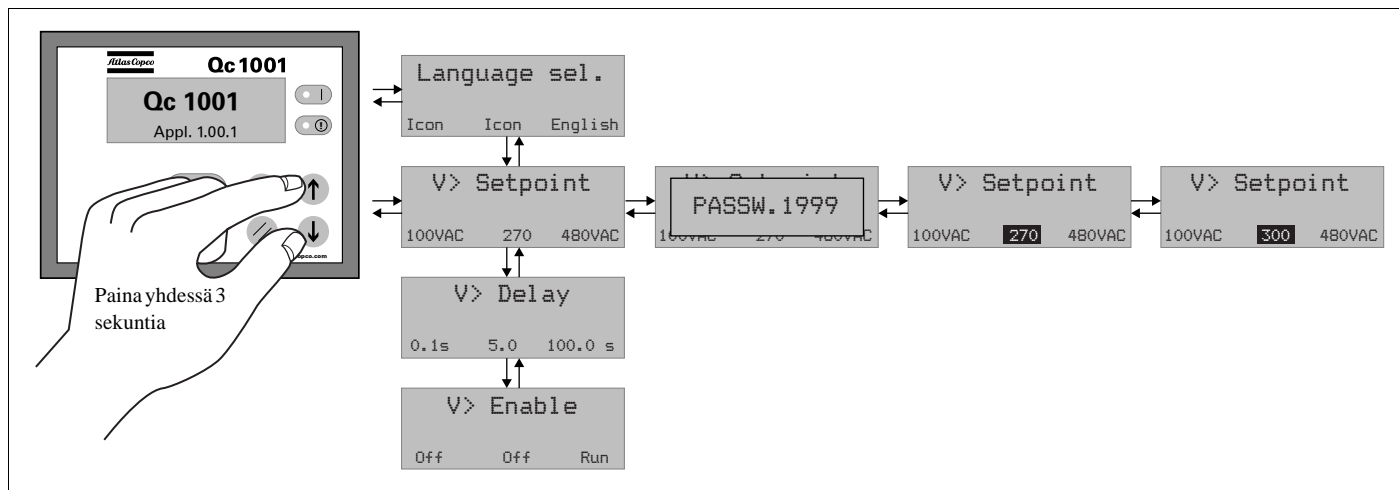 Atlas Copco
Qc 1001
Qc 1001
Appl. 1.00.1
opco.com
Paina yhdessä 3
sekuntia
Language sel.
Icon Icon English
V> Setpoint
100VAC 270 480VAC
PASSW.1999
V> Setpoint
100VAC 270 480VAC
V> Setpoint
100VAC 300 480VAC
V> Delay
0.1s 5.0 100.0 s
V> Enable
Off Off Run